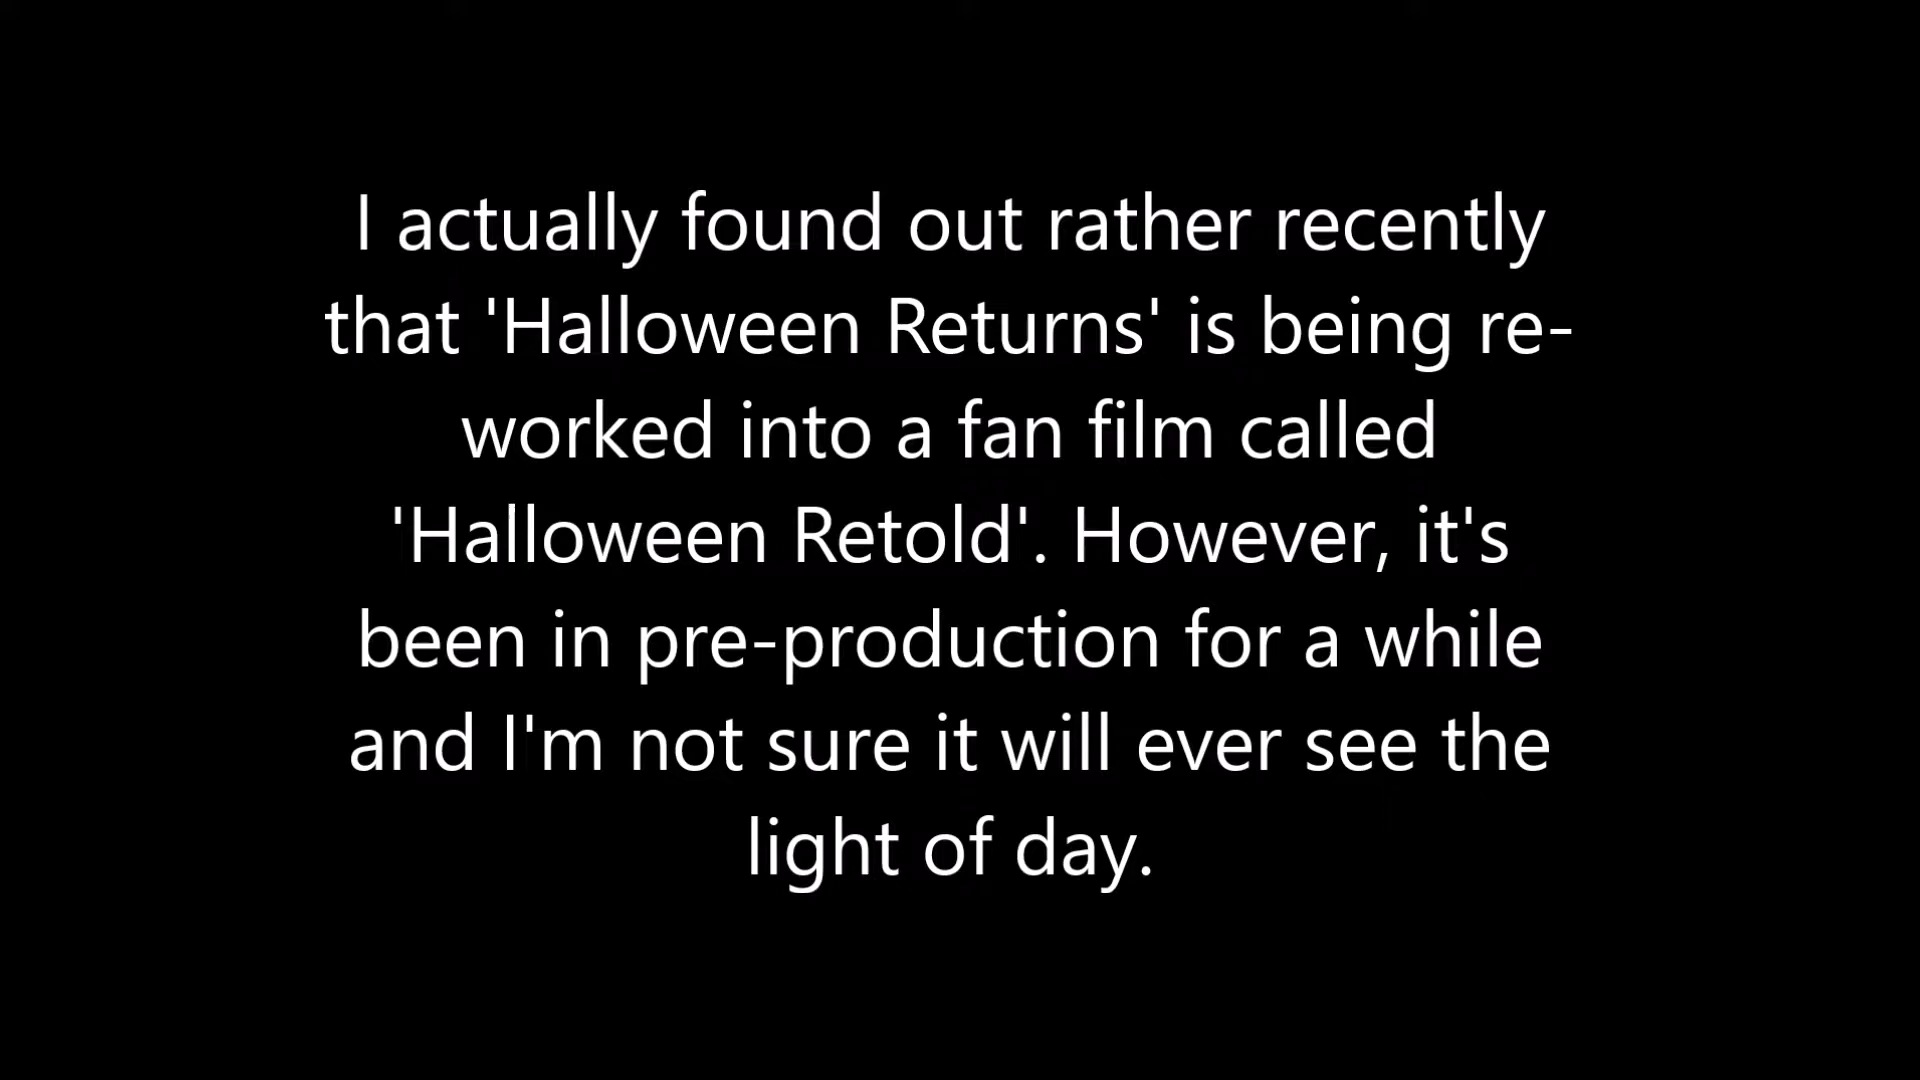 I actually found out rather recently
that 'Halloween Returns' is being re-
worked into a fan film called
'Halloween Retold'. However, it's
been in pre-production for a while
and I'm not sure it will ever see the
light of day.